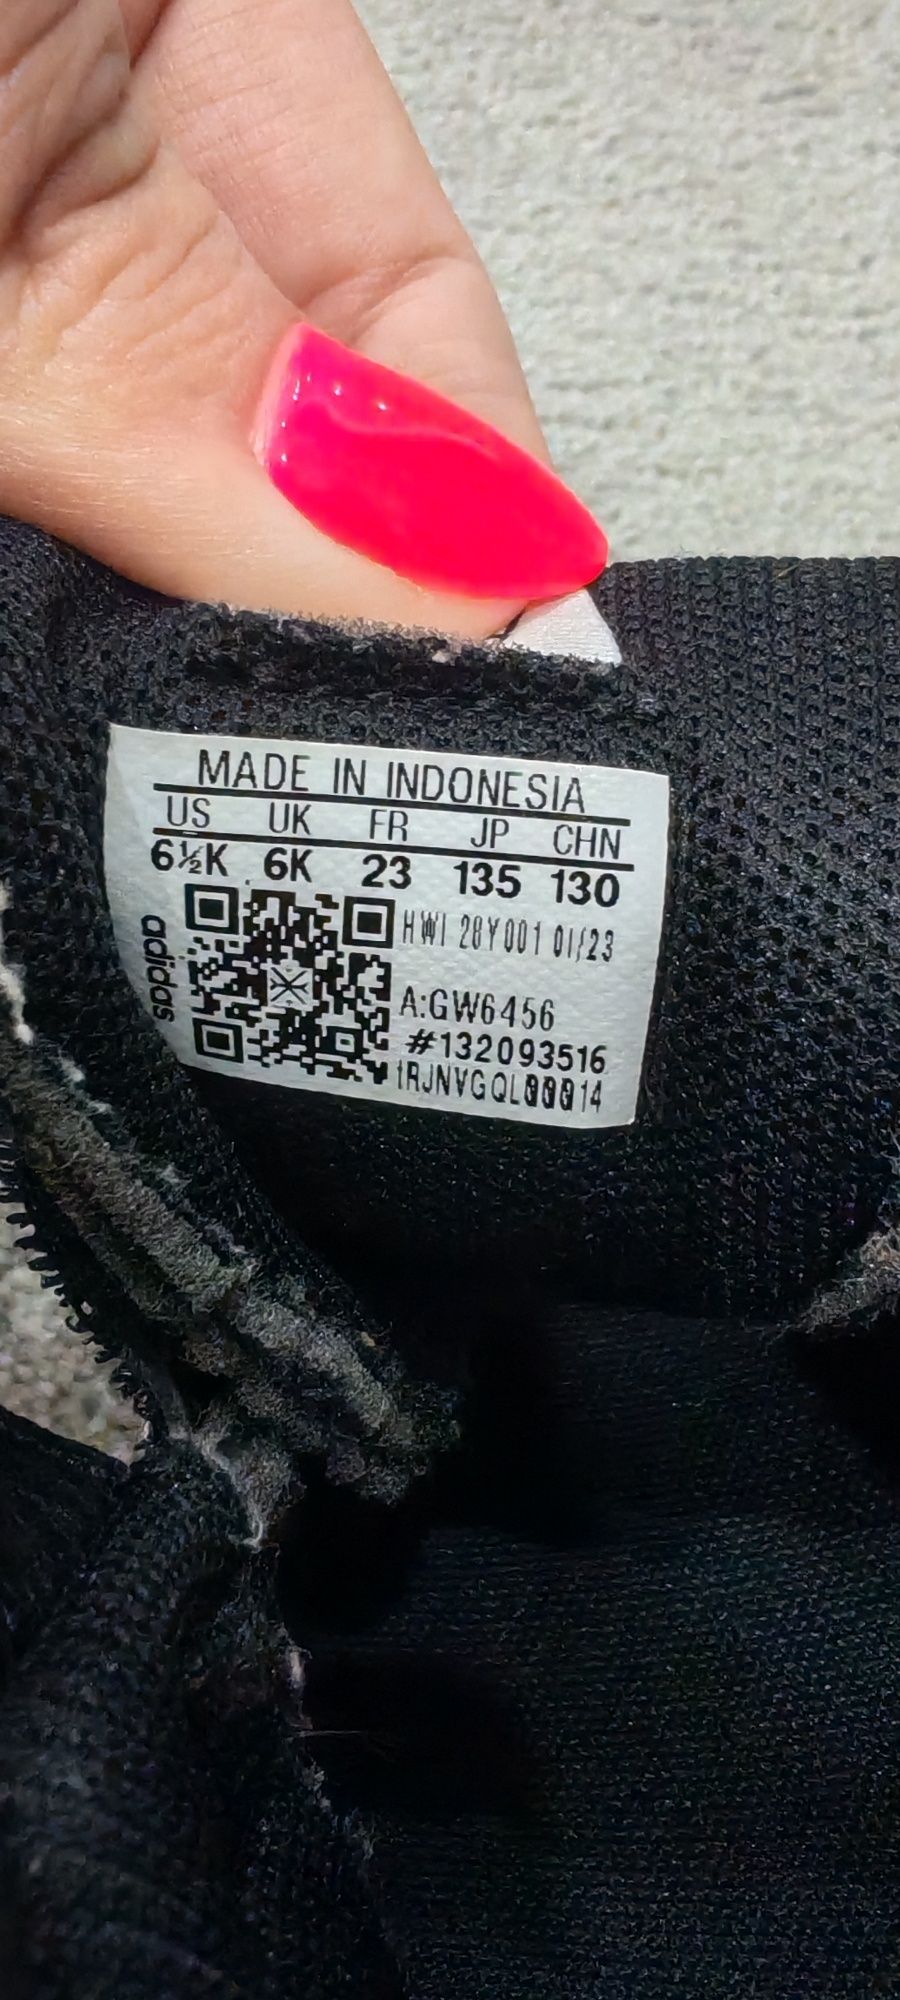 MADE IN INDONESIA
US UK FR JP CHN
6½K 6K 23 135 130
adidas
HWI 28Y001 01/23
A:GW6456
#132093516
tRJNVGQL00014